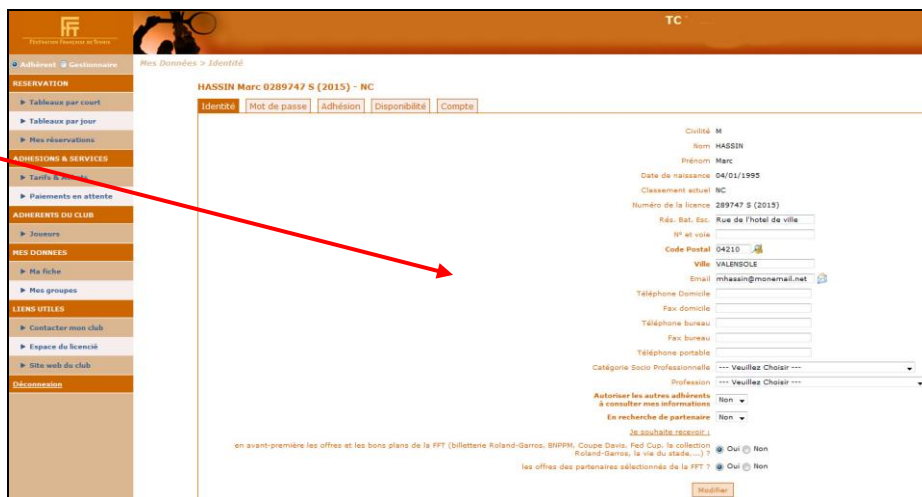 FFT
Fédération Française de Tennis
TC
Adhérent Gestionnaire
Mes Données > Identité
RESERVATION
Tableaux par court
Tableaux par jour
Mes réservations
ADHESIONS & SERVICES
Tarifs &
Paiements en attente
ADHERENTS DU CLUB
Joueurs
MES DONNEES
Ma fiche
Mes groupes
LIENS UTILES
Contacter mon club
Espace du licencié
Site web du club
Déconnexion
HASSIN Marc 0289747 S (2015) - NC
Identité Mot de passe Adhésion Disponibilité Compte
Civilité M
Nom HASSIN
Prénom Marc
Date de naissance 04/01/1995
Classement actuel NC
Numéro de la licence 289747 S (2015)
Rés. Bat. Esc. Rue de l'hotel de ville
N° et voie
Code Postal 04210
Ville VALENSOLE
Email mhassin@monemail.net
Téléphone Domicile
Fax domicile
Téléphone bureau
Fax bureau
Téléphone portable
Catégorie Socio Professionnelle --- Veuillez Choisir ---
Profession --- Veuillez Choisir ---
Autoriser les autres adhérents
à consulter mes informations Non
En recherche de partenaire Non
Je souhaite recevoir :
en avant-première les offres et les bons plans de la FFT (billetterie Roland-Garros, BNPPM, Coupe Davis, Fed Cup, la collection
Roland-Garros, la vie du stade,...) ? Oui Non
les offres des partenaires sélectionnés de la FFT ? Oui Non
Modifier